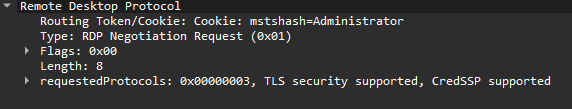 Remote Desktop Protocol
Routing Token/Cookie: Cookie: mstshash=Administrator
Type: RDP Negotiation Request (0x01)
Flags: 0x00
Length: 8
requestedProtocols: 0x00000003, TLS security supported, CredSSP supported